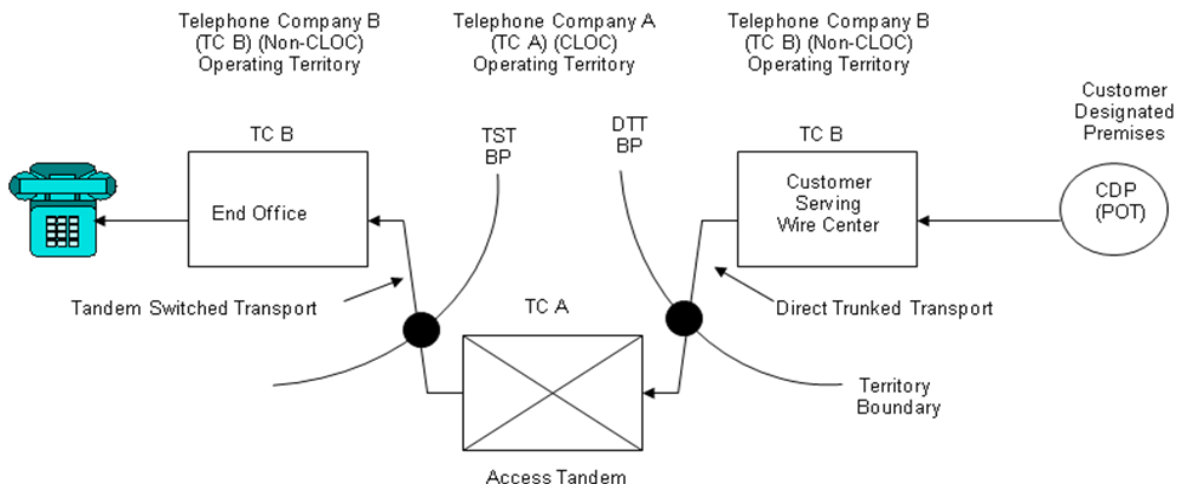 Telephone Company B
(TC B) (Non-CLOC)
Operating Territory
Telephone Company A
(TC A) (CLOC)
Operating Territory
Telephone Company B
(TC B) (Non-CLOC)
Operating Territory
Customer
Designated
Premises
TC B
TST
BP
DTT
BP
TC B
End Office
Customer
Serving
Wire Center
CDP
(POT)
Tandem Switched Transport
TC A
Direct Trunked Transport
Territory
Boundary
Access Tandem